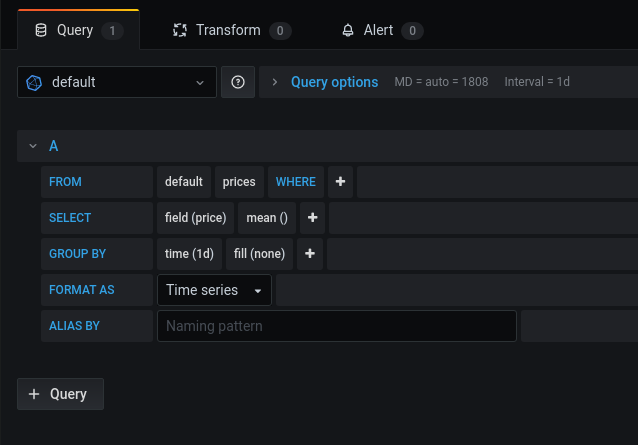 Query 1 Transform 0 Alert 0
default ? Query options MD = auto = 1808 Interval = 1d
A
FROM default prices WHERE +
SELECT field (price) mean () +
GROUP BY time (1d) fill (none) +
FORMAT AS Time series
ALIAS BY Naming pattern
+ Query